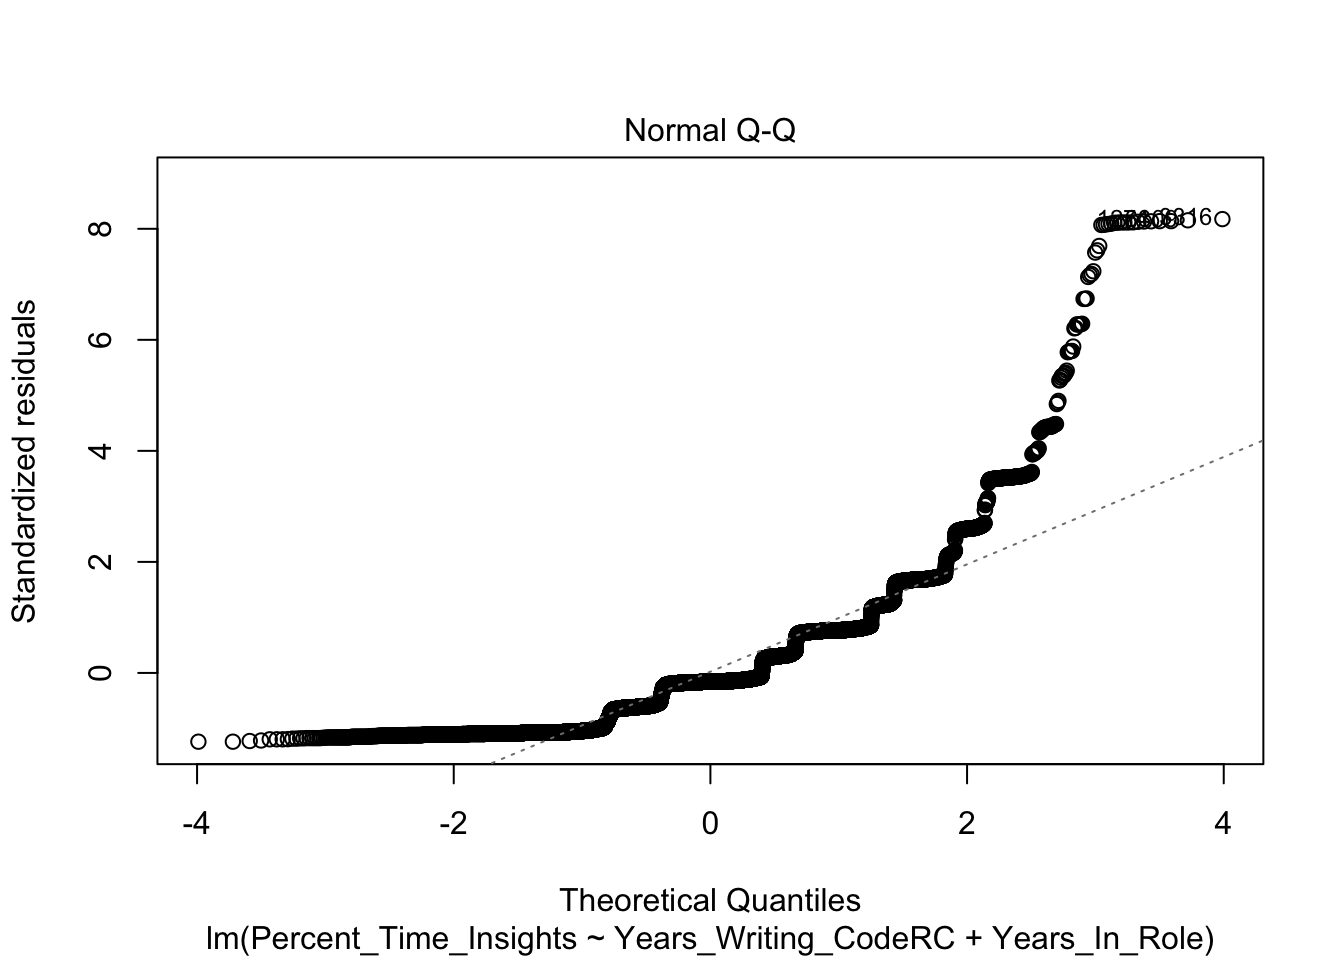 Normal Q-Q
Standardized residuals
8
6
4
2
0
-4
-2
0
2
4
Theoretical Quantiles
lm(Percent_Time_Insights ~ Years_Writing_CodeRC + Years_In_Role)